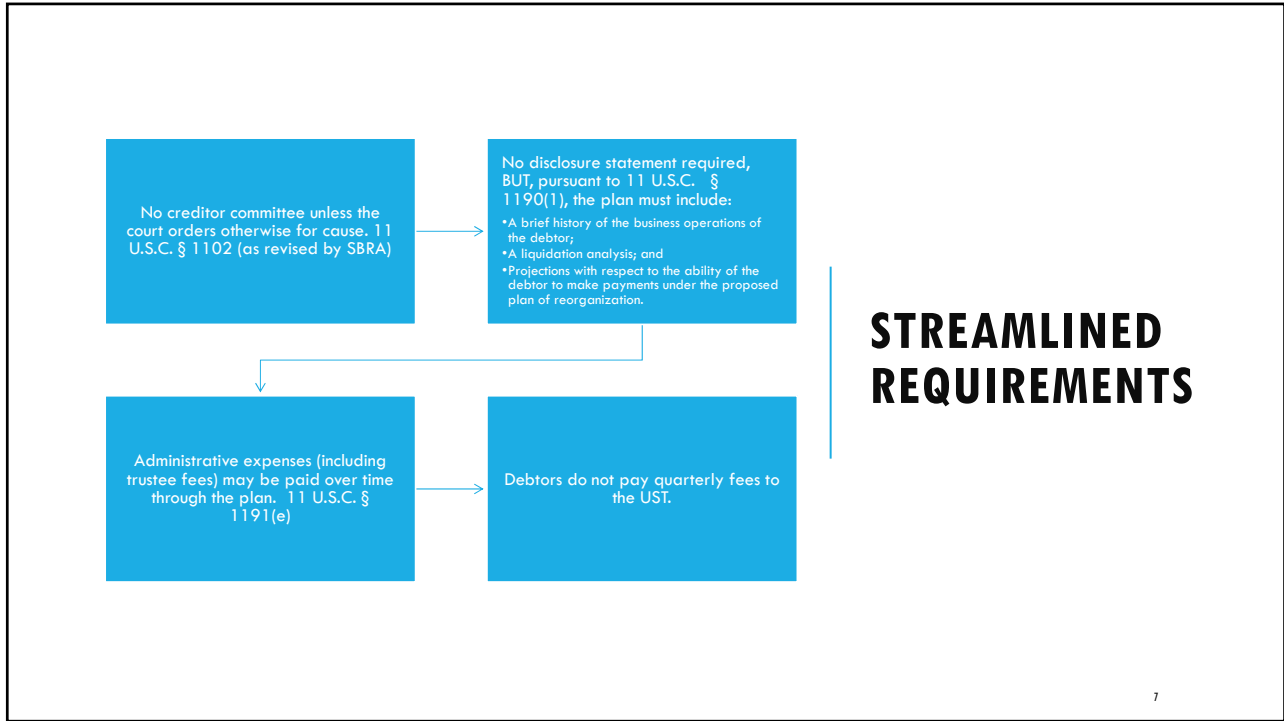 No creditor committee unless the
court orders otherwise for cause. 11
U.S.C. § 1102 (as revised by SBRA)
No disclosure statement required,
BUT, pursuant to 11 U.S.C. §
1190(1), the plan must include:
•A brief history of the business operations of
the debtor;
•A liquidation analysis; and
•Projections with respect to the ability of the
debtor to make payments under the proposed
plan of reorganization.
Administrative expenses (including
trustee fees) may be paid over time
through the plan. 11 U.S.C. §
1191(e)
Debtors do not pay quarterly fees to
the UST.
STREAMLINED
REQUIREMENTS
7